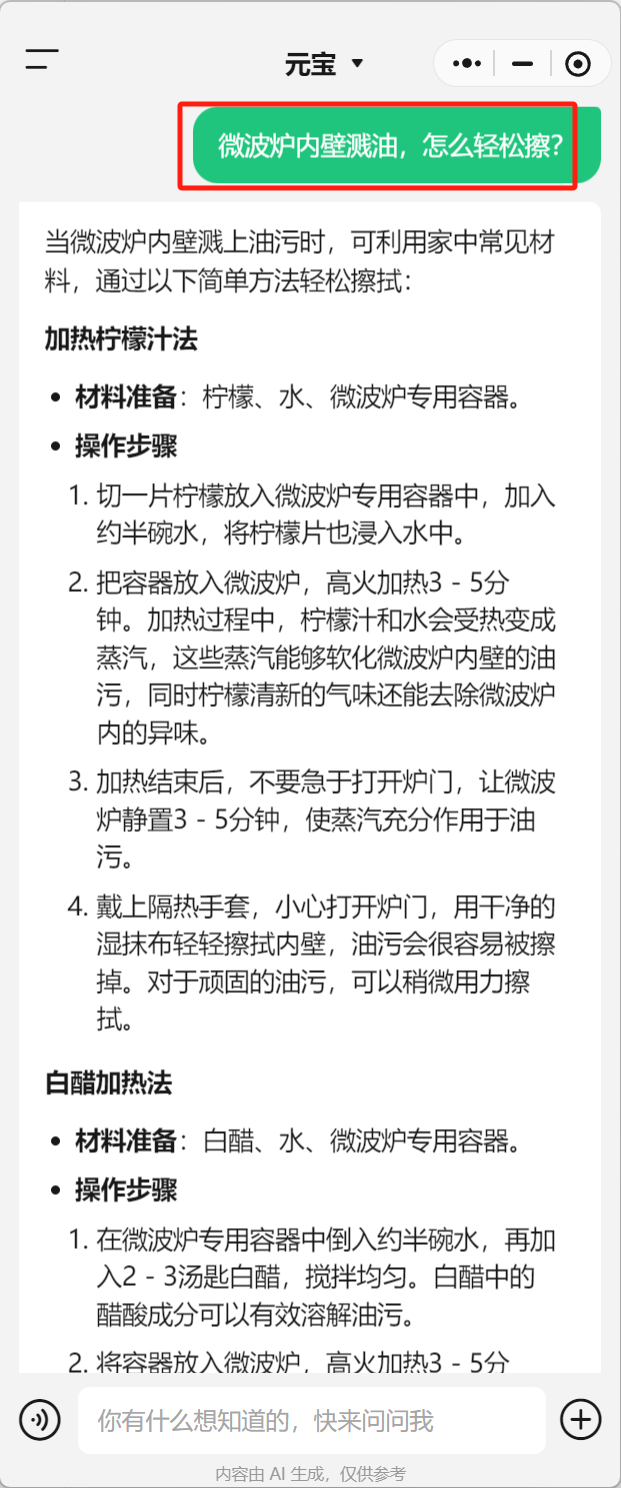 元宝
微波炉内壁溅油，怎么轻松擦？
当微波炉内壁溅上油污时，可利用家中常见材
料，通过以下简单方法轻松擦拭：
加热柠檬汁法
• 材料准备：柠檬、水、微波炉专用容器。
• 操作步骤
1. 切一片柠檬放入微波炉专用容器中，加入
约半碗水，将柠檬片也浸入水中。
2. 把容器放入微波炉，高火加热3 - 5分
钟。加热过程中，柠檬汁和水会受热变成
蒸汽，这些蒸汽能够软化微波炉内壁的油
污，同时柠檬清新的气味还能去除微波炉
内的异味。
3. 加热结束后，不要急于打开炉门，让微波
炉静置3 - 5分钟，使蒸汽充分作用于油
污。
4. 戴上隔热手套，小心打开炉门，用干净的
湿抹布轻轻擦拭内壁，油污会很容易被擦
掉。对于顽固的油污，可以稍微用力擦
拭。
白醋加热法
• 材料准备：白醋、水、微波炉专用容器。
• 操作步骤
1. 在微波炉专用容器中倒入约半碗水，再加
入2 - 3汤匙白醋，搅拌均匀。白醋中的
醋酸成分可以有效溶解油污。
2. 将容器放入微波炉，高火加热3 - 5分
你有什么想知道的，快来问问我
内容由 AI 生成，仅供参考